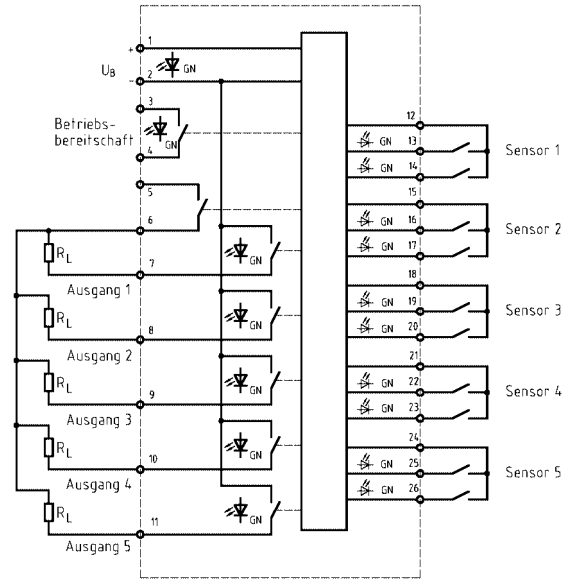 + 1
GN
U_B
- 2
3
Betriebs-
bereitschaft
GN
4
5
6
R_L
GN
7
Ausgang 1
R_L
GN
8
Ausgang 2
R_L
GN
9
Ausgang 3
R_L
GN
10
Ausgang 4
R_L
GN
11
Ausgang 5
12
GN 13
Sensor 1
GN 14
15
GN 16
Sensor 2
GN 17
18
GN 19
Sensor 3
GN 20
21
GN 22
Sensor 4
GN 23
24
GN 25
Sensor 5
GN 26